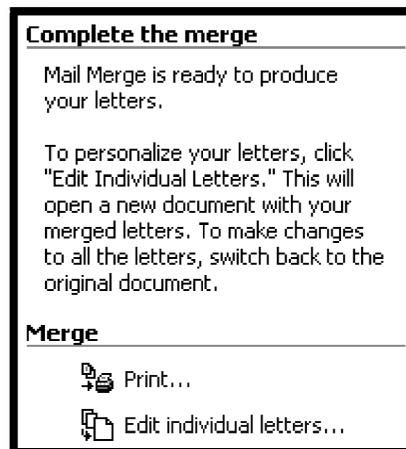 Complete the merge
Mail Merge is ready to produce
your letters.
To personalize your letters, click
"Edit Individual Letters." This will
open a new document with your
merged letters. To make changes
to all the letters, switch back to the
original document.
Merge
Print...
Edit individual letters...